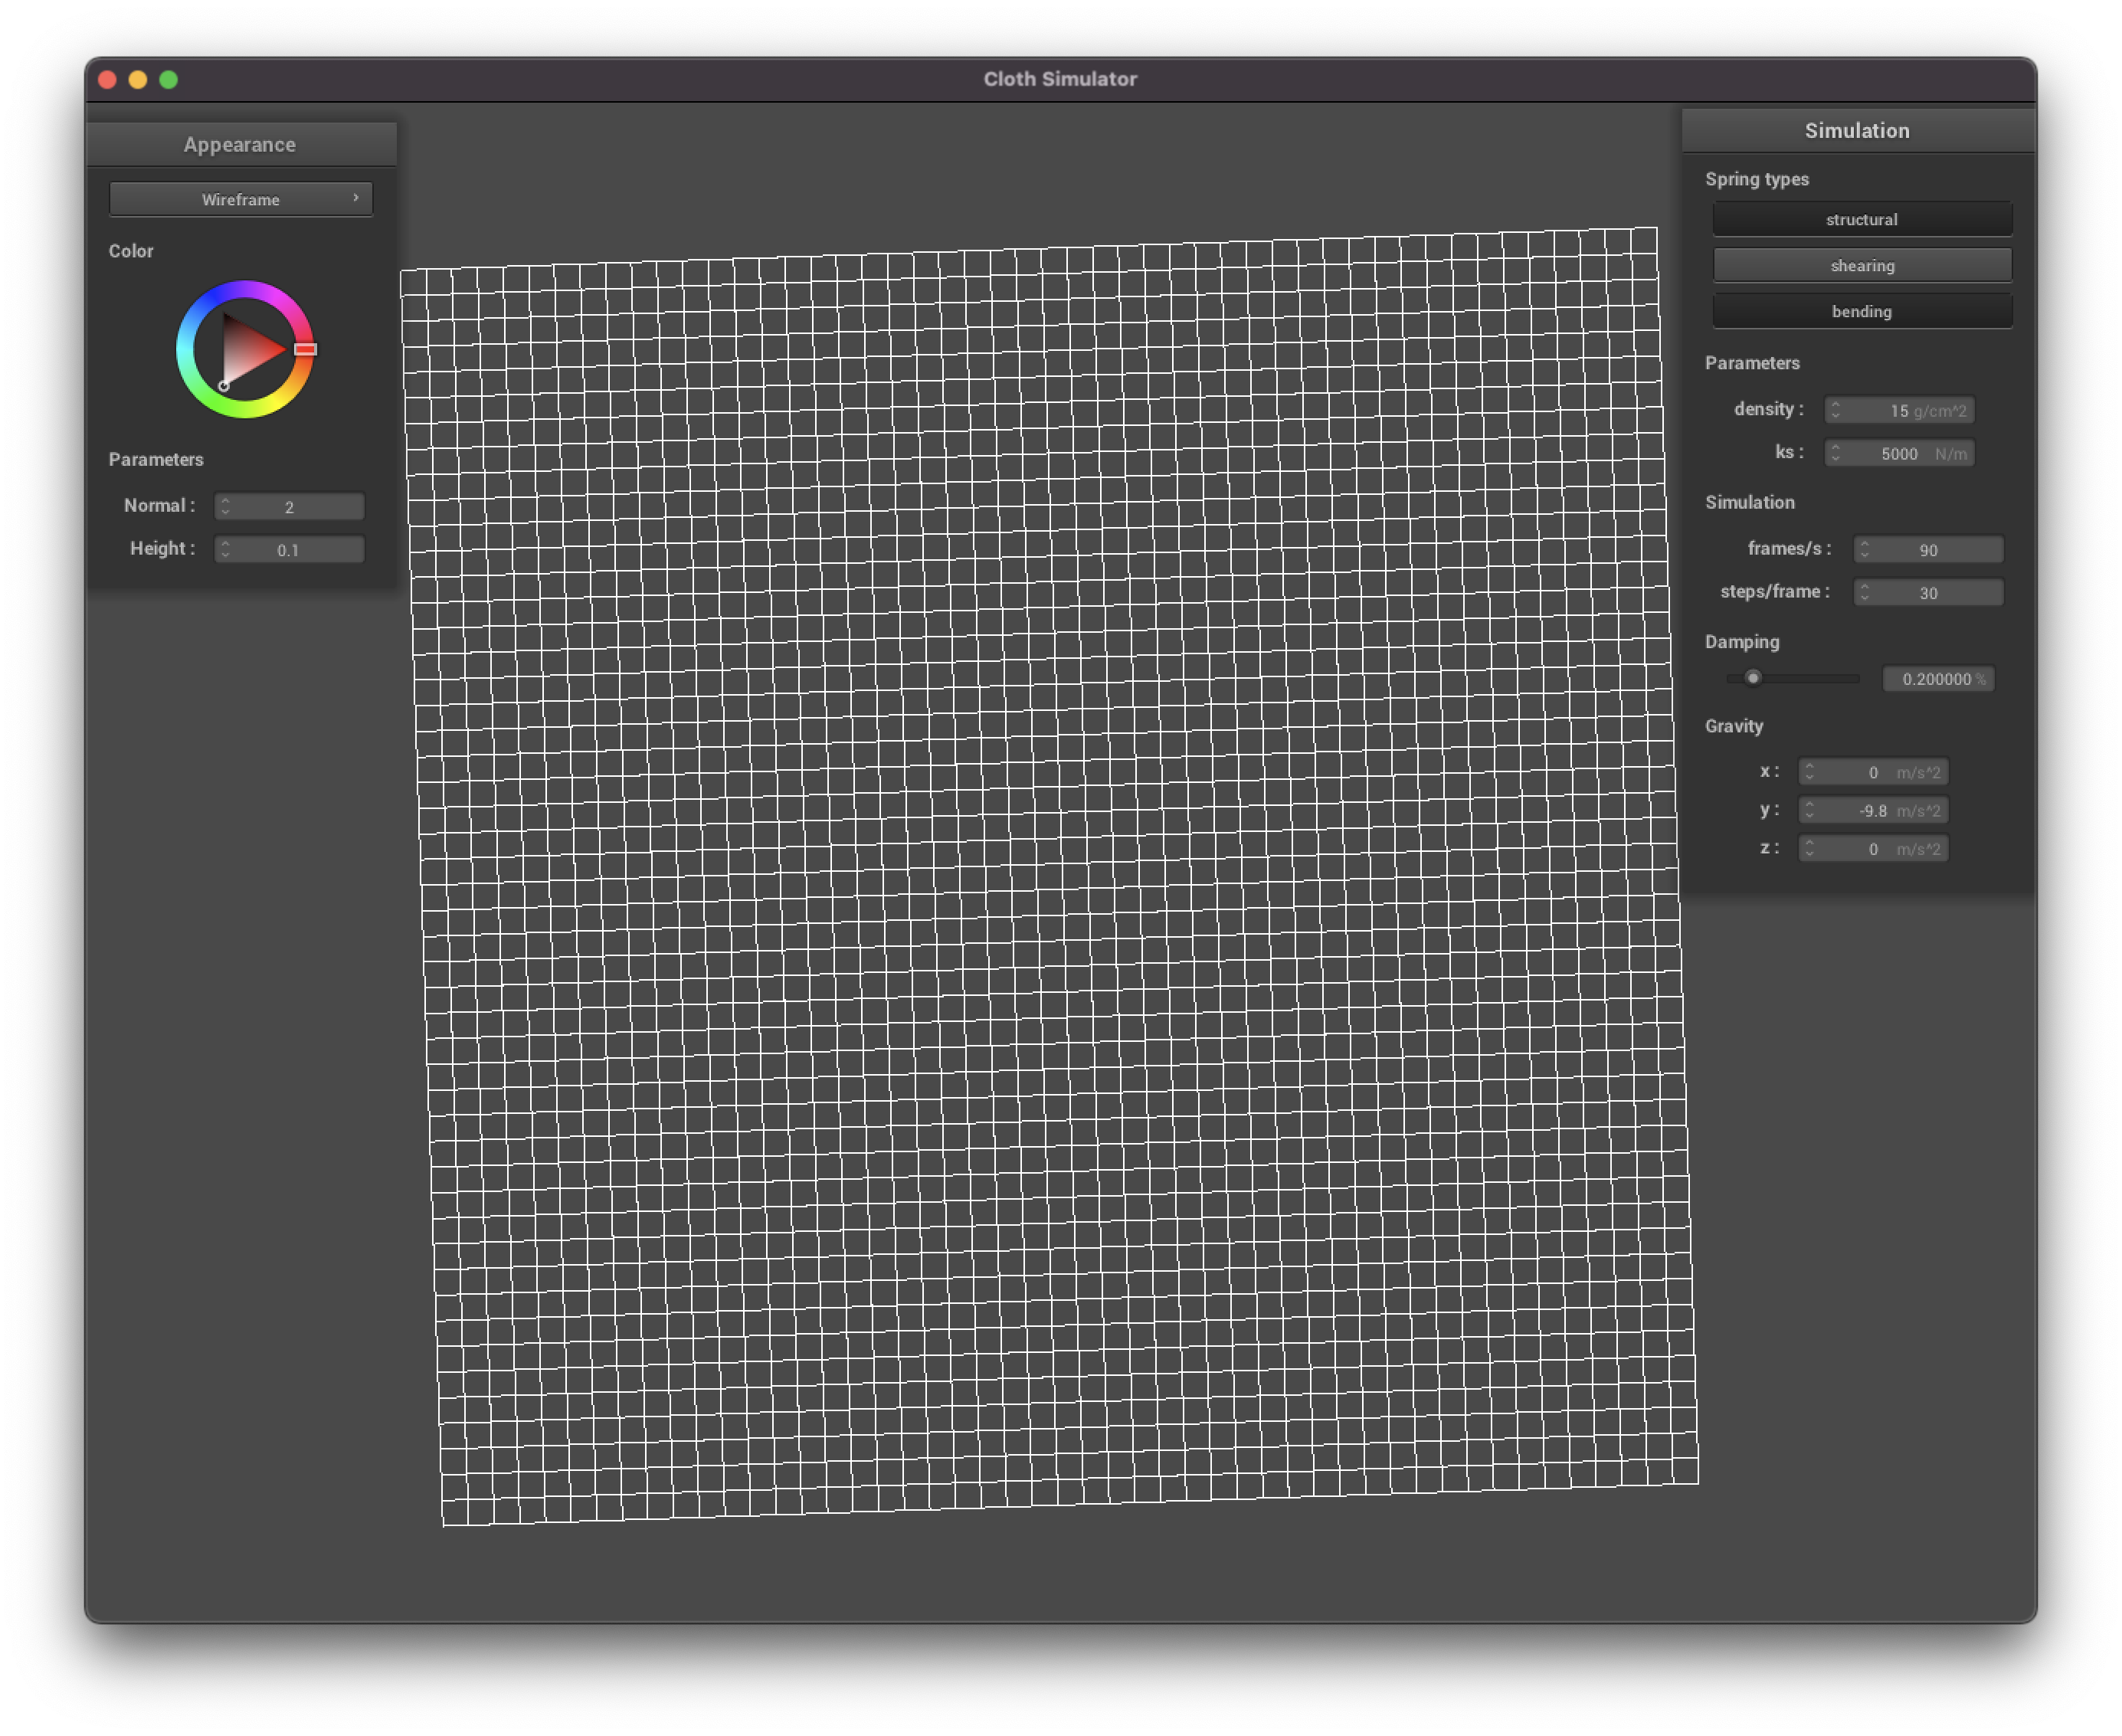 Cloth Simulator
Appearance
Wireframe
Color
Parameters
Normal : 2
Height : 0.1
Simulation
Spring types
structural
shearing
bending
Parameters
density : 15 g/cm^2
ks : 5000 N/m
Simulation
frames/s : 90
steps/frame : 30
Damping
0.200000 %
Gravity
x : 0 m/s^2
y : -9.8 m/s^2
z : 0 m/s^2